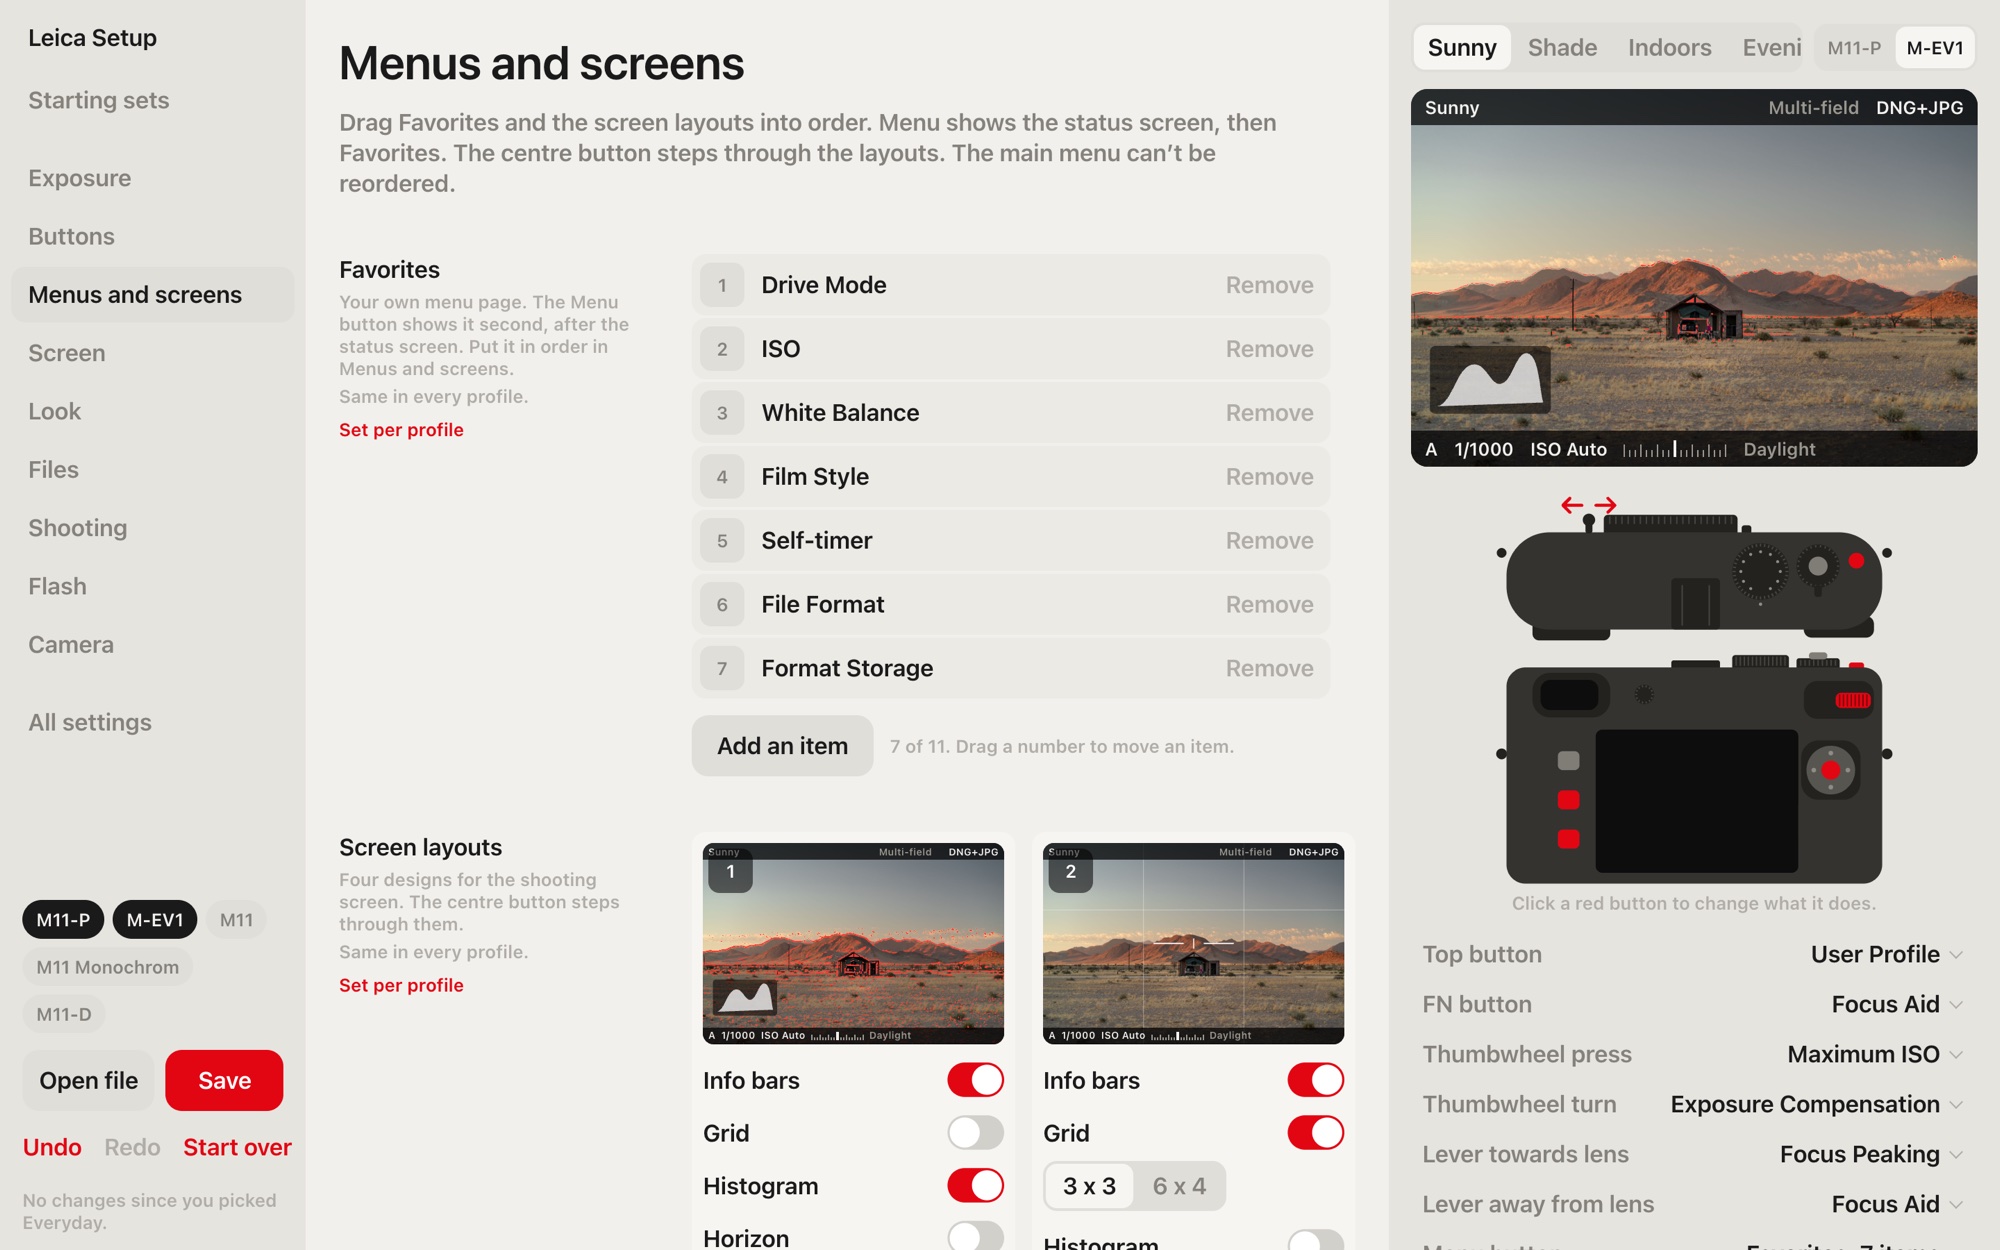 Leica Setup
Starting sets
Exposure
Buttons
Menus and screens
Screen
Look
Files
Shooting
Flash
Camera
All settings
M11-P M-EV1 M11
M11 Monochrom
M11-D
Open file Save
Undo Redo Start over
No changes since you picked
Everyday.
Menus and screens
Drag Favorites and the screen layouts into order. Menu shows the status screen, then
Favorites. The centre button steps through the layouts. The main menu can’t be
reordered.
Favorites
Your own menu page. The Menu
button shows it second, after the
status screen. Put it in order in
Menus and screens.
Same in every profile.
Set per profile
1 Drive Mode Remove
2 ISO Remove
3 White Balance Remove
4 Film Style Remove
5 Self-timer Remove
6 File Format Remove
7 Format Storage Remove
Add an item 7 of 11. Drag a number to move an item.
Screen layouts
Four designs for the shooting
screen. The centre button steps
through them.
Same in every profile.
Set per profile
Sunny Multi-field DNG+JPG
1
A 1/1000 ISO Auto Daylight
Info bars
Grid
Histogram
Horizon
Sunny Multi-field DNG+JPG
2
A 1/1000 ISO Auto Daylight
Info bars
Grid
3 x 3 6 x 4
Histogram
Sunny Shade Indoors Eveni M11-P M-EV1
Sunny Multi-field DNG+JPG
A 1/1000 ISO Auto Daylight
Click a red button to change what it does.
Top button User Profile
FN button Focus Aid
Thumbwheel press Maximum ISO
Thumbwheel turn Exposure Compensation
Lever towards lens Focus Peaking
Lever away from lens Focus Aid
Menu button Favorites, 7 items